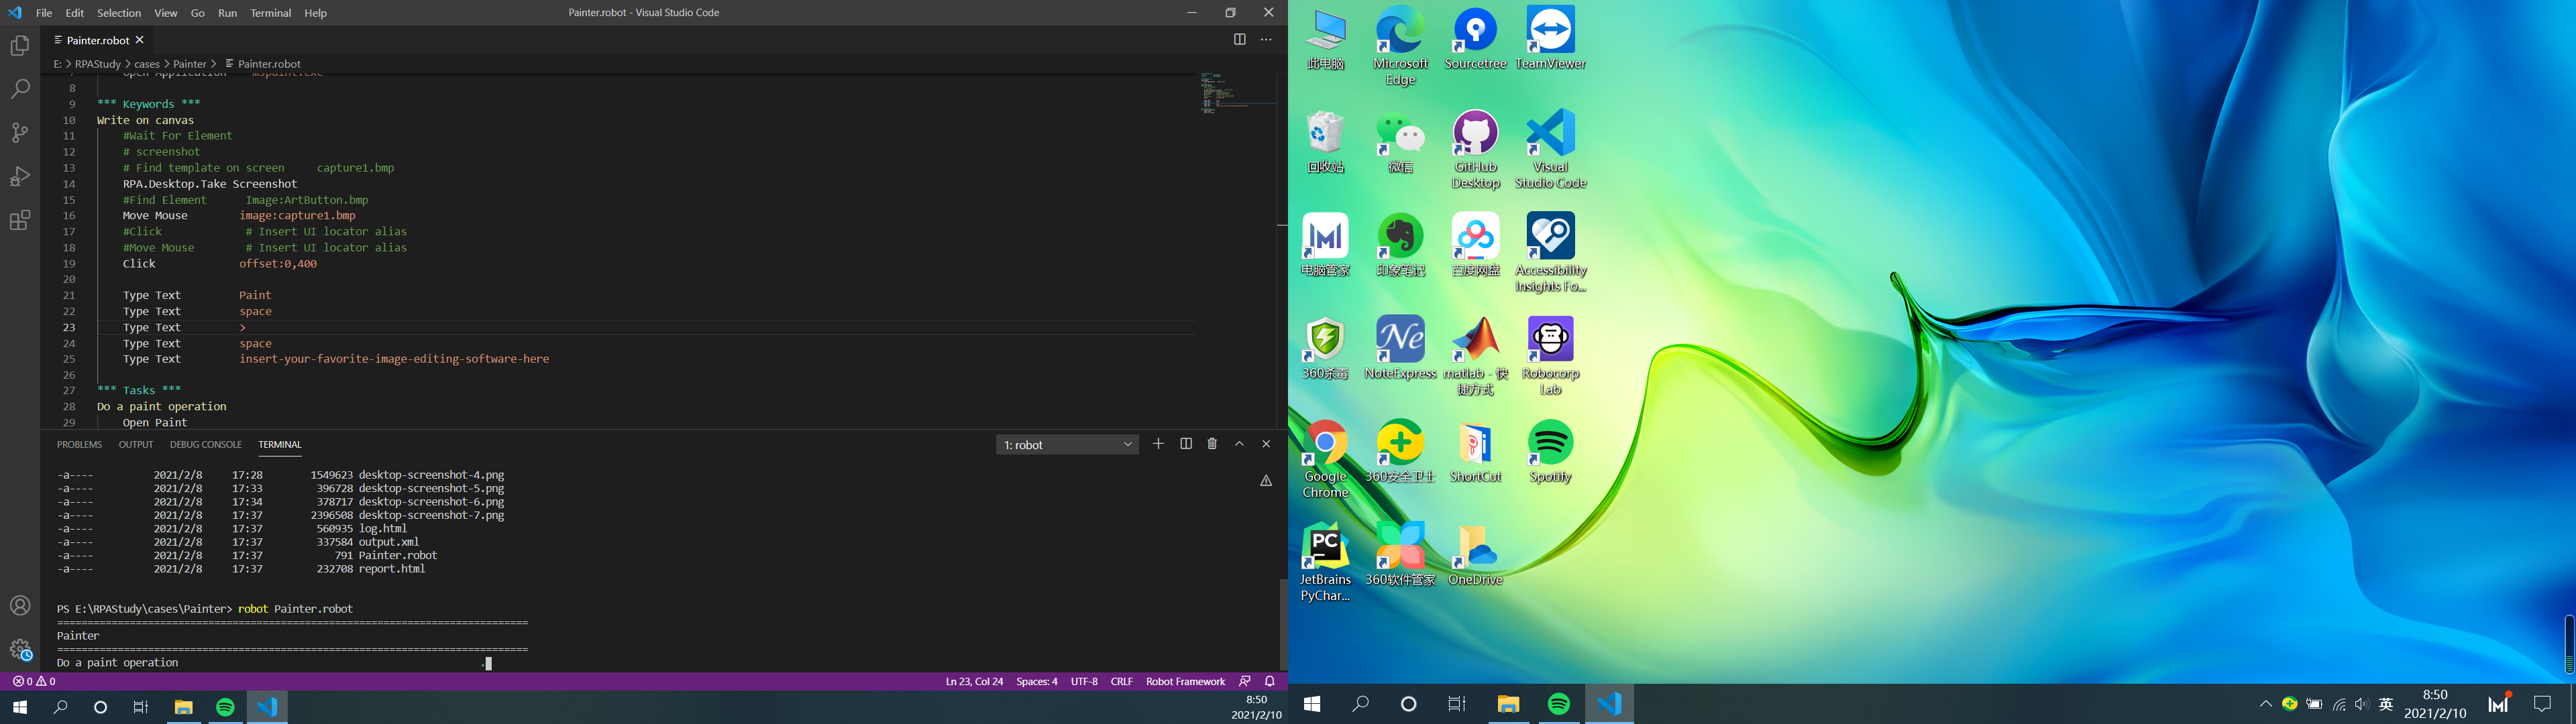 File Edit Selection View Go Run Terminal Help
Painter.robot - Visual Studio Code
Painter.robot
E: > RPAStudy > cases > Painter > Painter.robot
7 Open Application mspaint.exe
8
9 *** Keywords ***
10 Write on canvas
11 #Wait For Element
12 # screenshot
13 # Find template on screen capture1.bmp
14 RPA.Desktop.Take Screenshot
15 #Find Element Image:ArtButton.bmp
16 Move Mouse image:capture1.bmp
17 #Click # Insert UI locator alias
18 #Move Mouse # Insert UI locator alias
19 Click offset:0,400
20
21 Type Text Paint
22 Type Text space
23 Type Text >
24 Type Text space
25 Type Text insert-your-favorite-image-editing-software-here
26
27 *** Tasks ***
28 Do a paint operation
29 Open Paint
PROBLEMS OUTPUT DEBUG CONSOLE TERMINAL
1: robot
-a---- 2021/2/8 17:28 1549623 desktop-screenshot-4.png
-a---- 2021/2/8 17:33 396728 desktop-screenshot-5.png
-a---- 2021/2/8 17:34 378717 desktop-screenshot-6.png
-a---- 2021/2/8 17:37 2396508 desktop-screenshot-7.png
-a---- 2021/2/8 17:37 560935 log.html
-a---- 2021/2/8 17:37 337584 output.xml
-a---- 2021/2/8 17:37 791 Painter.robot
-a---- 2021/2/8 17:37 232708 report.html
PS E:\RPAStudy\cases\Painter> robot Painter.robot
==============================================================================
Painter
==============================================================================
Do a paint operation .
0 0
Ln 23, Col 24 Spaces: 4 UTF-8 CRLF Robot Framework
8:50
2021/2/10
此电脑
Microsoft Edge
Sourcetree
TeamViewer
回收站
微信
GitHub Desktop
Visual Studio Code
电脑管家
印象笔记
百度网盘
Accessibility Insights Fo...
360杀毒
Ne
NoteExpress
matlab - 快捷方式
Robocorp Lab
Google Chrome
360安全卫士
ShortCut
Spotify
PC
JetBrains PyChar...
360软件管家
OneDrive
英
8:50
2021/2/10